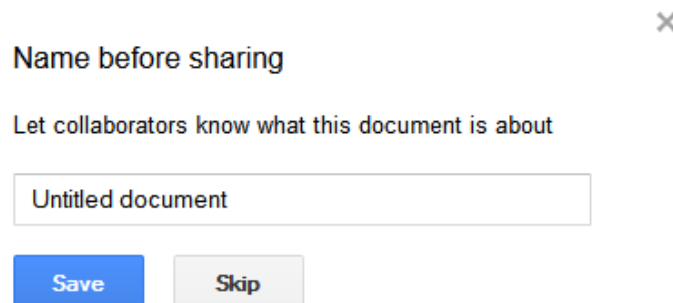 Name before sharing
Let collaborators know what this document is about
Untitled document
Save Skip